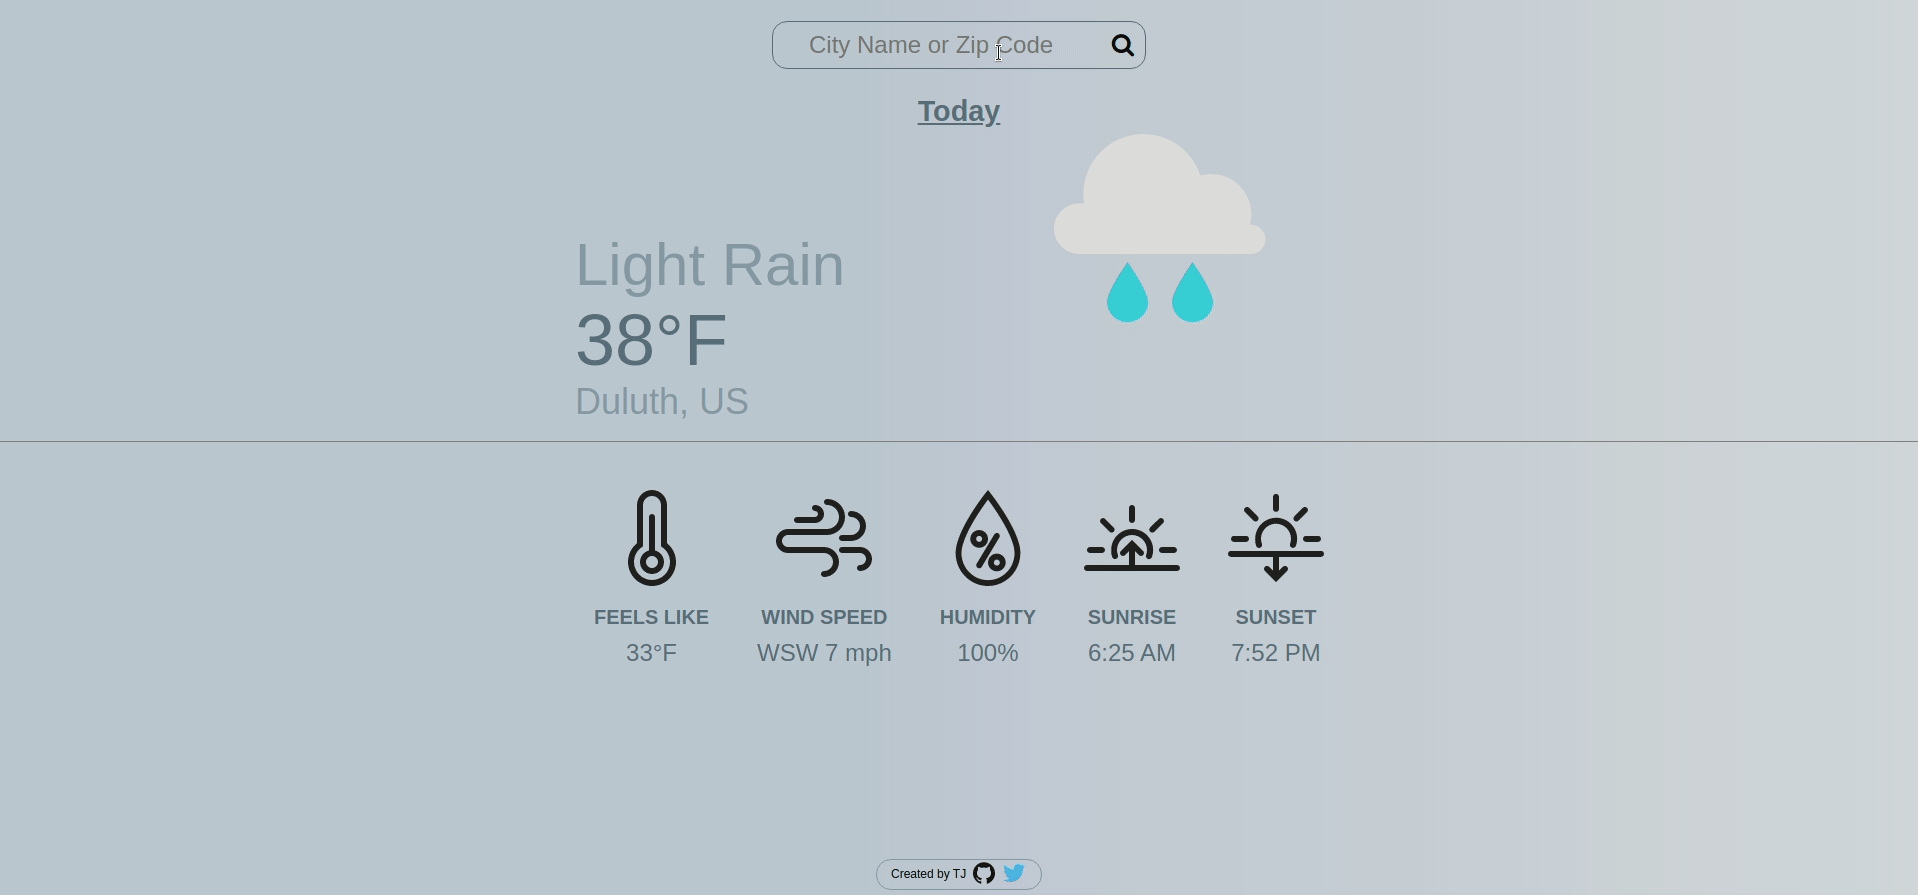 City Name or Zip Code
Today
Light Rain
38°F
Duluth, US
FEELS LIKE WIND SPEED HUMIDITY SUNRISE SUNSET
33°F WSW 7 mph 100% 6:25 AM 7:52 PM
Created by TJ